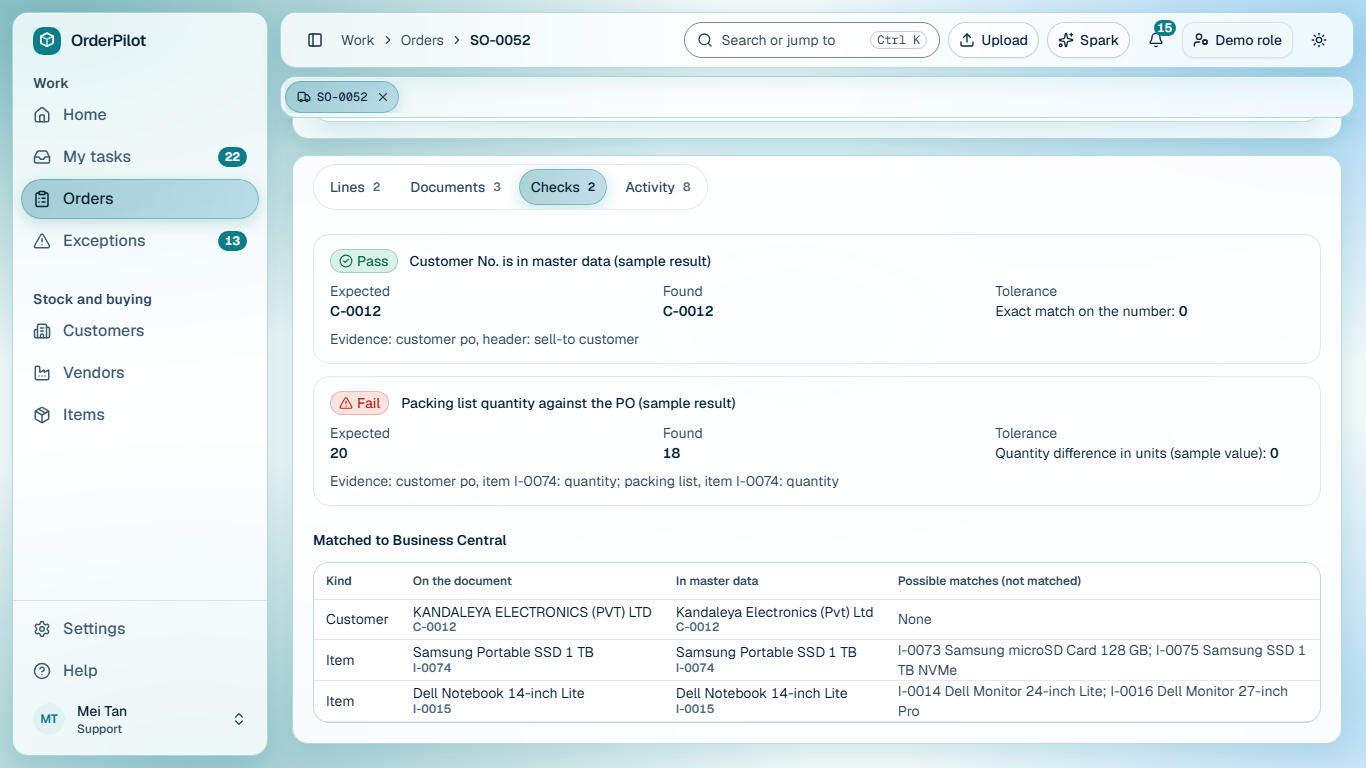 OrderPilot
Work
Home
My tasks 22
Orders
Exceptions 13
Stock and buying
Customers
Vendors
Items
Settings
Help
MT
Mei Tan
Support
Work > Orders > SO-0052
Search or jump to Ctrl K
Upload
Spark
15
Demo role
SO-0052
Lines 2
Documents 3
Checks 2
Activity 8
Pass Customer No. is in master data (sample result)
Expected Found Tolerance
C-0012 C-0012 Exact match on the number: 0
Evidence: customer po, header: sell-to customer
Fail Packing list quantity against the PO (sample result)
Expected Found Tolerance
20 18 Quantity difference in units (sample value): 0
Evidence: customer po, item I-0074: quantity; packing list, item I-0074: quantity
Matched to Business Central
Kind On the document In master data Possible matches (not matched)
Customer KANDALEYA ELECTRONICS (PVT) LTD Kandaleya Electronics (Pvt) Ltd None
C-0012 C-0012
Item Samsung Portable SSD 1 TB Samsung Portable SSD 1 TB I-0073 Samsung microSD Card 128 GB; I-0075 Samsung SSD 1
I-0074 I-0074 TB NVMe
Item Dell Notebook 14-inch Lite Dell Notebook 14-inch Lite I-0014 Dell Monitor 24-inch Lite; I-0016 Dell Monitor 27-inch
I-0015 I-0015 Pro